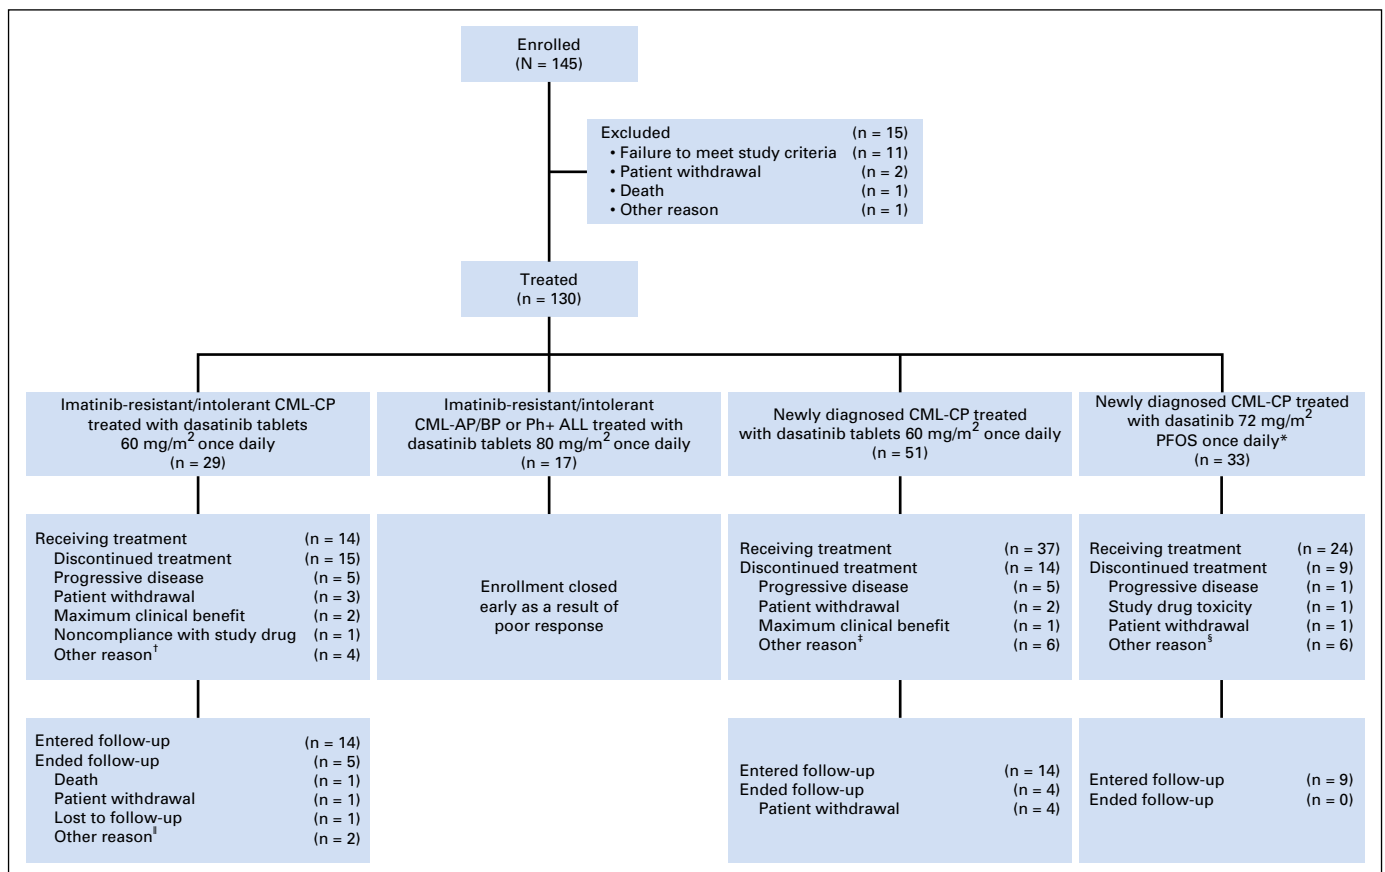 Enrolled
(N = 145)
Excluded (n = 15)
• Failure to meet study criteria (n = 11)
• Patient withdrawal (n = 2)
• Death (n = 1)
• Other reason (n = 1)
Treated
(n = 130)
Imatinib-resistant/intolerant CML-CP
treated with dasatinib tablets
60 mg/m² once daily
(n = 29)
Imatinib-resistant/intolerant
CML-AP/BP or Ph+ ALL treated with
dasatinib tablets 80 mg/m² once daily
(n = 17)
Newly diagnosed CML-CP treated
with dasatinib tablets 60 mg/m² once daily
(n = 51)
Newly diagnosed CML-CP treated
with dasatinib 72 mg/m²
PFOS once daily*
(n = 33)
Receiving treatment (n = 14)
Discontinued treatment (n = 15)
Progressive disease (n = 5)
Patient withdrawal (n = 3)
Maximum clinical benefit (n = 2)
Noncompliance with study drug (n = 1)
Other reason† (n = 4)
Enrollment closed
early as a result of
poor response
Receiving treatment (n = 37)
Discontinued treatment (n = 14)
Progressive disease (n = 5)
Patient withdrawal (n = 2)
Maximum clinical benefit (n = 1)
Other reason‡ (n = 6)
Receiving treatment (n = 24)
Discontinued treatment (n = 9)
Progressive disease (n = 1)
Study drug toxicity (n = 1)
Patient withdrawal (n = 1)
Other reason§ (n = 6)
Entered follow-up (n = 14)
Ended follow-up (n = 5)
Death (n = 1)
Patient withdrawal (n = 1)
Lost to follow-up (n = 1)
Other reason‖ (n = 2)
Entered follow-up (n = 14)
Ended follow-up (n = 4)
Patient withdrawal (n = 4)
Entered follow-up (n = 9)
Ended follow-up (n = 0)